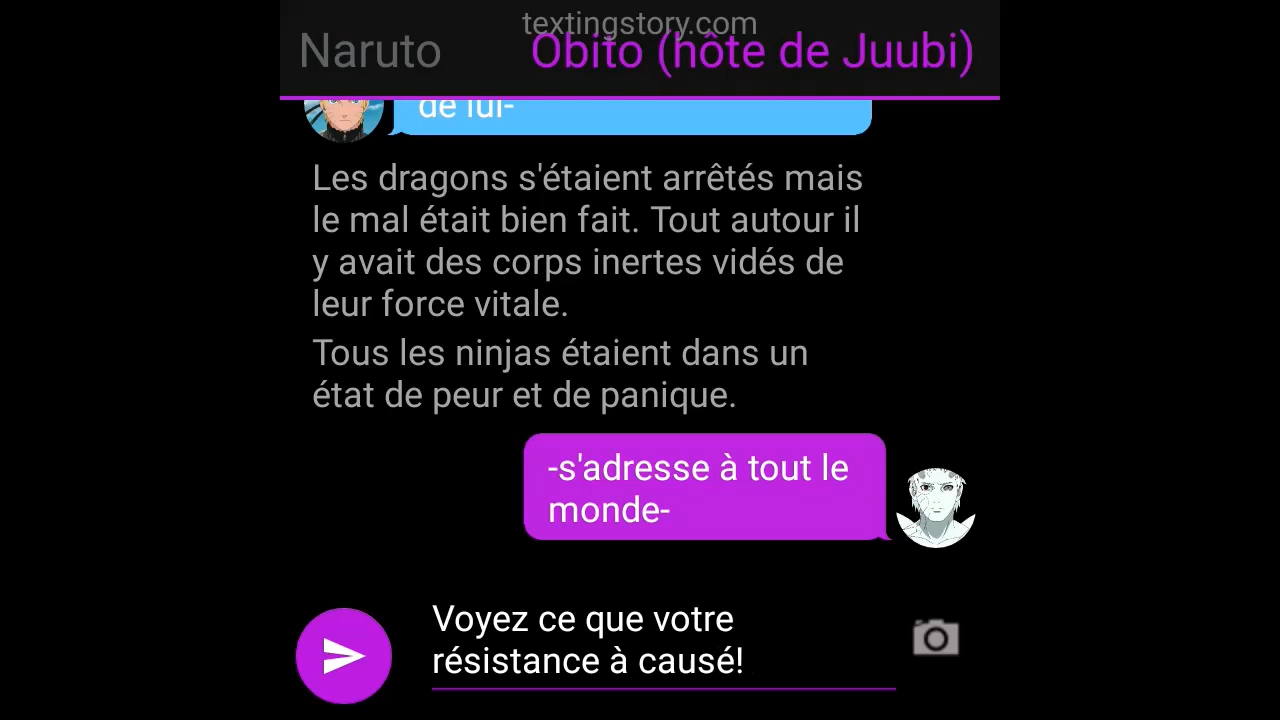 textingstory.com
Naruto
Obito (hôte de Juubi)
de lui-
Les dragons s'étaient arrêtés mais
le mal était bien fait. Tout autour il
y avait des corps inertes vidés de
leur force vitale.
Tous les ninjas étaient dans un
état de peur et de panique.
-s'adresse à tout le
monde-
Voyez ce que votre
résistance à causé!